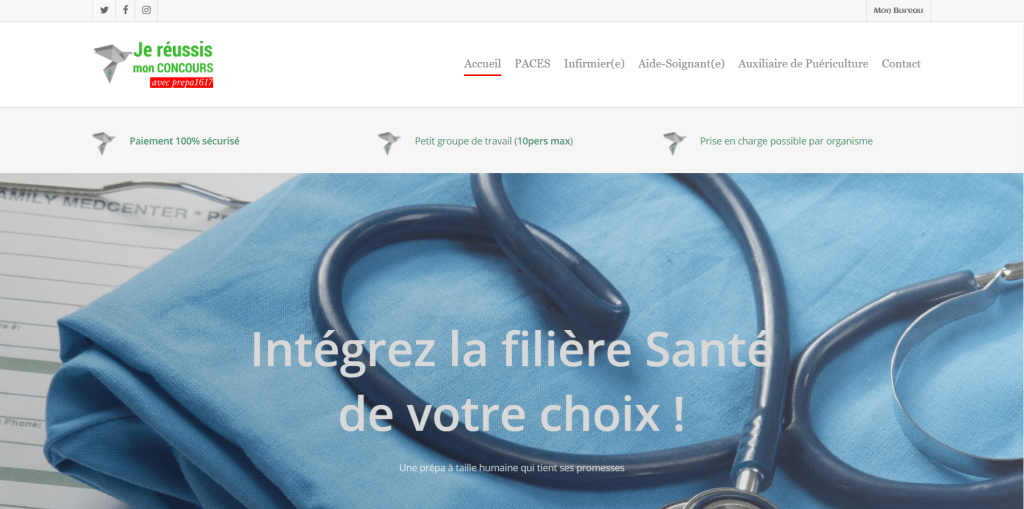 Mon Bureau
Je réussis
mon CONCOURS
avec prepa1617
Accueil PACES Infirmier(e) Aide-Soignant(e) Auxiliaire de Puériculture Contact
Paiement 100% sécurisé Petit groupe de travail (10pers max) Prise en charge possible par organisme
FAMILY MEDCENTER *
Intégrez la filière Santé
de votre choix !
Phone:
Une prépa à taille humaine qui tient ses promesses